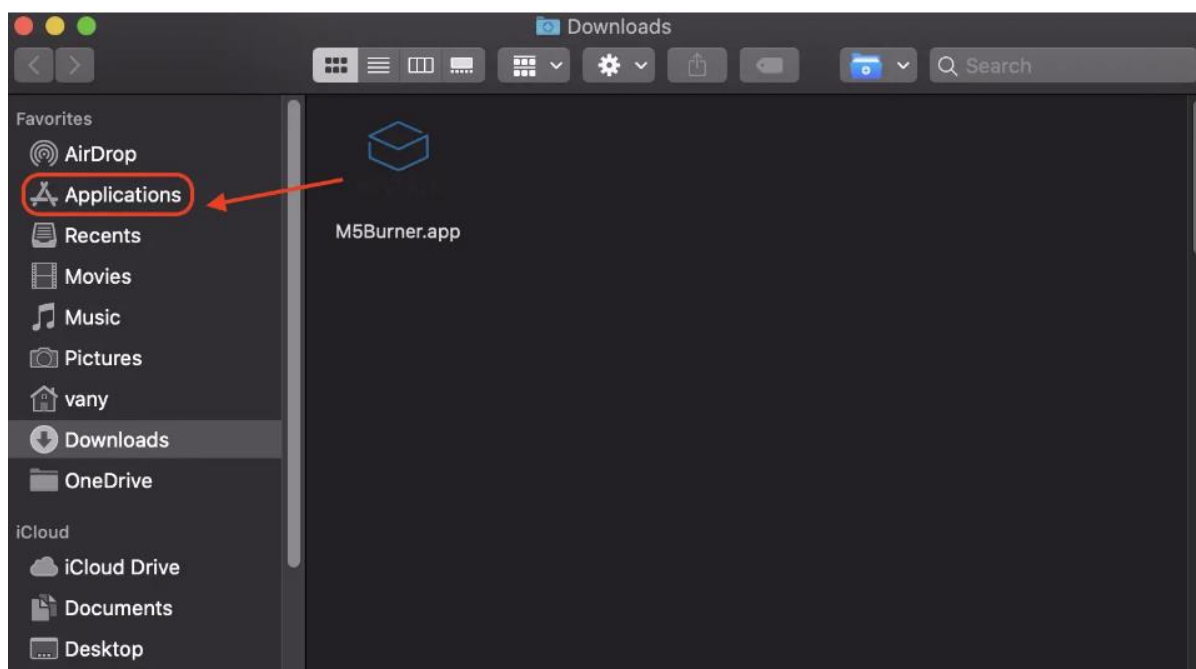 Downloads
Search
Favorites
AirDrop
Applications
Recents
Movies
Music
Pictures
vany
Downloads
OneDrive
iCloud
iCloud Drive
Documents
Desktop
M5Burner.app